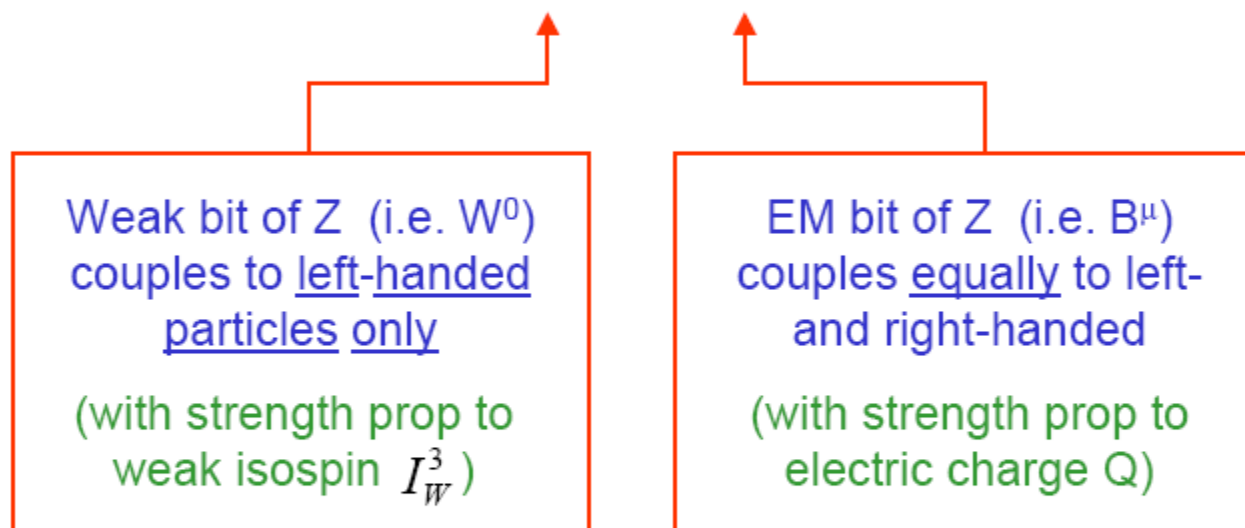 Weak bit of Z (i.e. W⁰)
couples to left-handed
particles only
(with strength prop to
weak isospin I³_W)
EM bit of Z (i.e. Bᵘ)
couples equally to left-
and right-handed
(with strength prop to
electric charge Q)